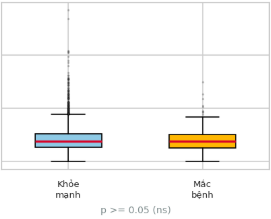 Khỏe Mắc
mạnh bệnh
p >= 0.05 (ns)